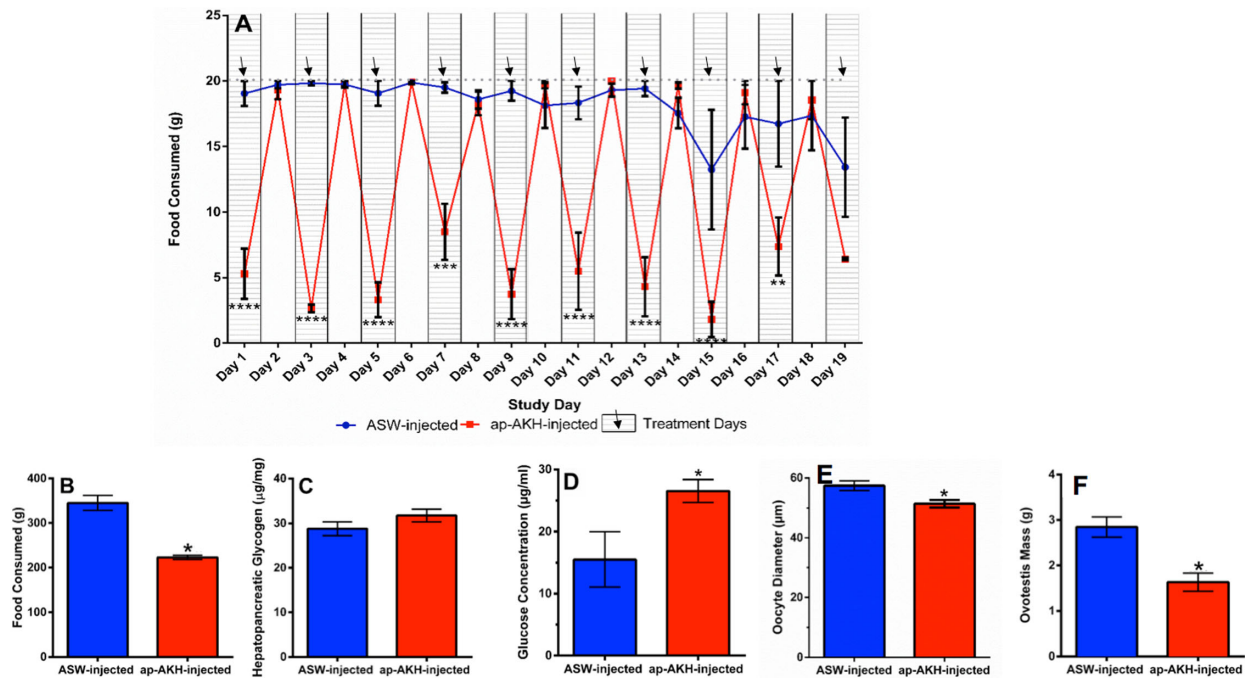 A
25
20
15
10
5
0
Food Consumed (g)
****
****
****
***
****
****
****
****
**
Day 1
Day 2
Day 3
Day 4
Day 5
Day 6
Day 7
Day 8
Day 9
Day 10
Day 11
Day 12
Day 13
Day 14
Day 15
Day 16
Day 17
Day 18
Day 19
Study Day
ASW-injected ap-AKH-injected Treatment Days
B
400
300
200
100
0
Food Consumed (g)
*
ASW-injected ap-AKH-injected
C
40
30
20
10
0
Hepatopancreatic Glycogen (μg/mg)
ASW-injected ap-AKH-injected
D
30
20
10
0
Glucose Concentration (μg/ml)
*
ASW-injected ap-AKH-injected
E
60
40
20
0
Oocyte Diameter (μm)
*
ASW-injected ap-AKH-injected
F
4
3
2
1
0
Ovotestis Mass (g)
*
ASW-injected ap-AKH-injected